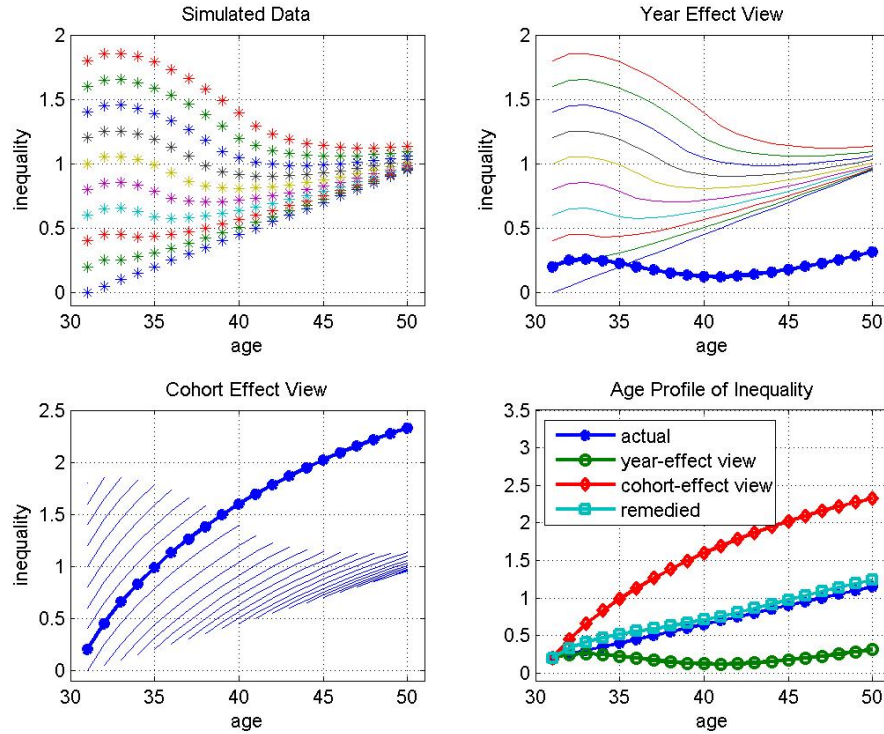 Simulated Data
2
1.5
1
0.5
0
inequality
30 35 40 45 50
age
Year Effect View
2
1.5
1
0.5
0
inequality
30 35 40 45 50
age
Cohort Effect View
2.5
2
1.5
1
0.5
0
inequality
30 35 40 45 50
age
Age Profile of Inequality
3.5
3
2.5
2
1.5
1
0.5
0
actual
year-effect view
cohort-effect view
remedied
inequality
30 35 40 45 50
age